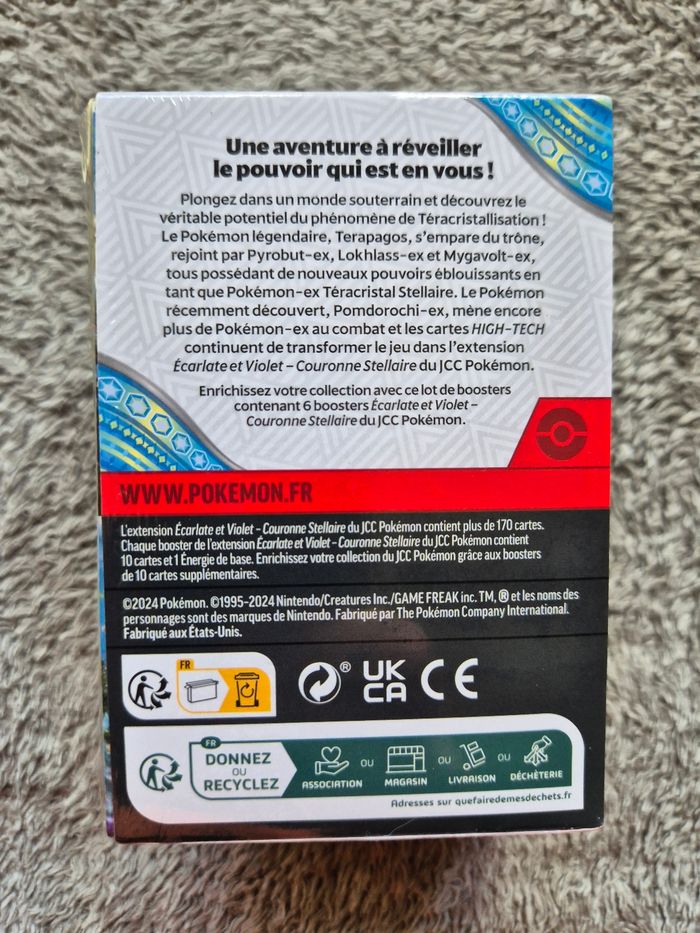 Une aventure à réveiller
le pouvoir qui est en vous !
Plongez dans un monde souterrain et découvrez le
véritable potentiel du phénomène de Téracristallisation !
Le Pokémon légendaire, Terapagos, s'empare du trône,
rejoint par Pyrobut-ex, Lokhlass-ex et Mygavolt-ex,
tous possédant de nouveaux pouvoirs éblouissants en
tant que Pokémon-ex Téracristal Stellaire. Le Pokémon
récemment découvert, Pomdorochi-ex, mène encore
plus de Pokémon-ex au combat et les cartes HIGH-TECH
continuent de transformer le jeu dans l'extension
Écarlate et Violet – Couronne Stellaire du JCC Pokémon.
Enrichissez votre collection avec ce lot de boosters
contenant 6 boosters Écarlate et Violet –
Couronne Stellaire du JCC Pokémon.
WWW.POKEMON.FR
L'extension Écarlate et Violet – Couronne Stellaire du JCC Pokémon contient plus de 170 cartes.
Chaque booster de l'extension Écarlate et Violet – Couronne Stellaire du JCC Pokémon contient
10 cartes et 1 Énergie de base. Enrichissez votre collection du JCC Pokémon grâce aux boosters
de 10 cartes supplémentaires.
©2024 Pokémon. ©1995-2024 Nintendo/Creatures Inc./GAME FREAK inc. TM, ® et les noms des
personnages sont des marques de Nintendo. Fabriqué par The Pokémon Company International.
Fabriqué aux États-Unis.
FR
® UK CA CE
FR
DONNEZ
OU
RECYCLEZ
ASSOCIATION OU MAGASIN OU LIVRAISON OU DÉCHÈTERIE
Adresses sur quefairedemesdechets.fr